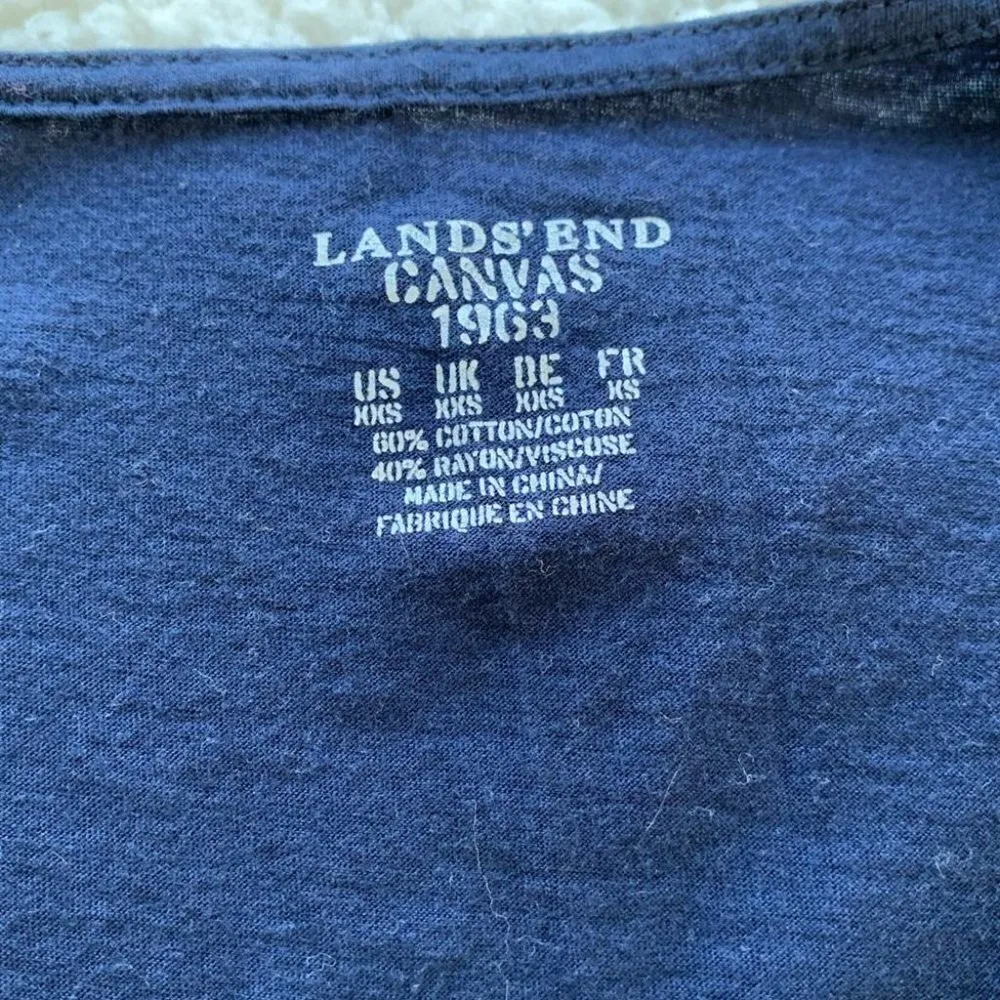 LANDS' END
CANVAS
1963
US UK DE FR
XXS XXS XXS XS
60% COTTON/COTON
40% RAYON/VISCOSE
MADE IN CHINA/
FABRIQUE EN CHINE